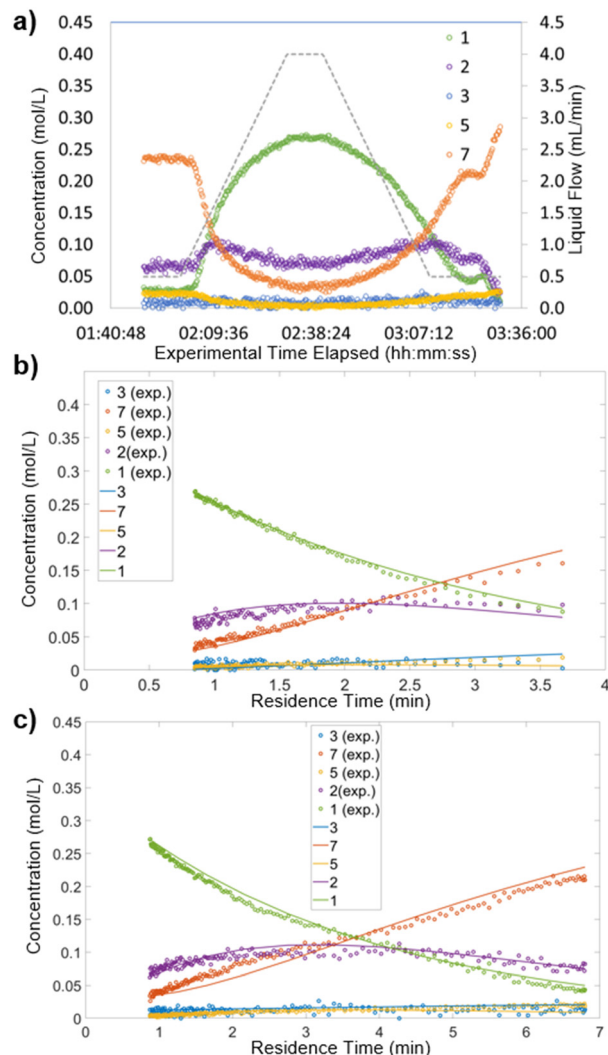 a)
0.45
0.40
0.35
0.30
0.25
0.20
0.15
0.10
0.05
0.00
Concentration (mol/L)
4.5
4.0
3.5
3.0
2.5
2.0
1.5
1.0
0.5
0.0
Liquid Flow (mL/min)
1
2
3
5
7
01:40:48 02:09:36 02:38:24 03:07:12 03:36:00
Experimental Time Elapsed (hh:mm:ss)
b)
0.4
0.35
0.3
0.25
0.2
0.15
0.1
0.05
0
Concentration (mol/L)
3 (exp.)
7 (exp.)
5 (exp.)
2(exp.)
1 (exp.)
3
7
5
2
1
0 0.5 1 1.5 2 2.5 3 3.5 4
Residence Time (min)
c)
0.45
0.4
0.35
0.3
0.25
0.2
0.15
0.1
0.05
0
Concentration (mol/L)
3 (exp.)
7 (exp.)
5 (exp.)
2(exp.)
1 (exp.)
3
7
5
2
1
0 1 2 3 4 5 6 7
Residence Time (min)